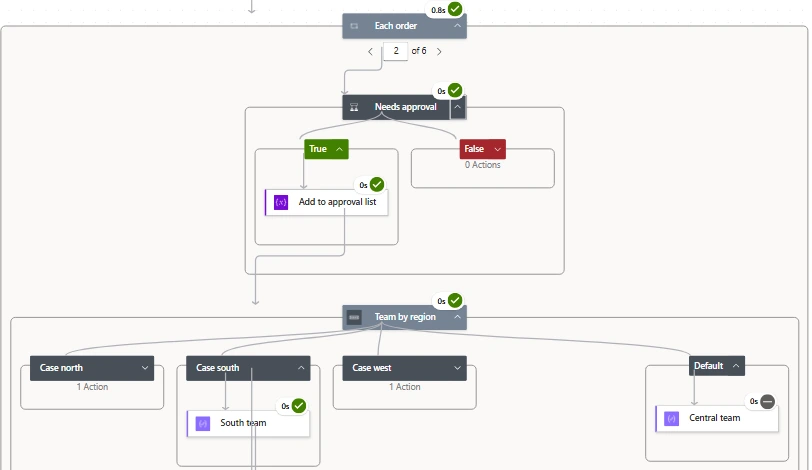 0.8s
Each order
2 of 6
0s
Needs approval
True
False
0 Actions
0s
{x} Add to approval list
0s
Team by region
Case north
Case south
Case west
Default
1 Action
1 Action
0s
South team
0s
Central team